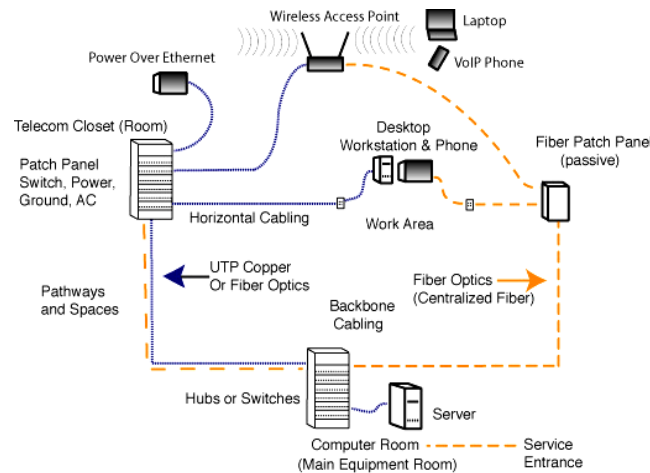 Wireless Access Point
Laptop
VoIP Phone
Power Over Ethernet
Telecom Closet (Room)
Patch Panel
Switch, Power,
Ground, AC
Desktop
Workstation & Phone
Fiber Patch Panel
(passive)
Horizontal Cabling
Work Area
UTP Copper
Or Fiber Optics
Fiber Optics
(Centralized Fiber)
Pathways
and Spaces
Backbone
Cabling
Hubs or Switches
Server
Computer Room
(Main Equipment Room)
Service
Entrance